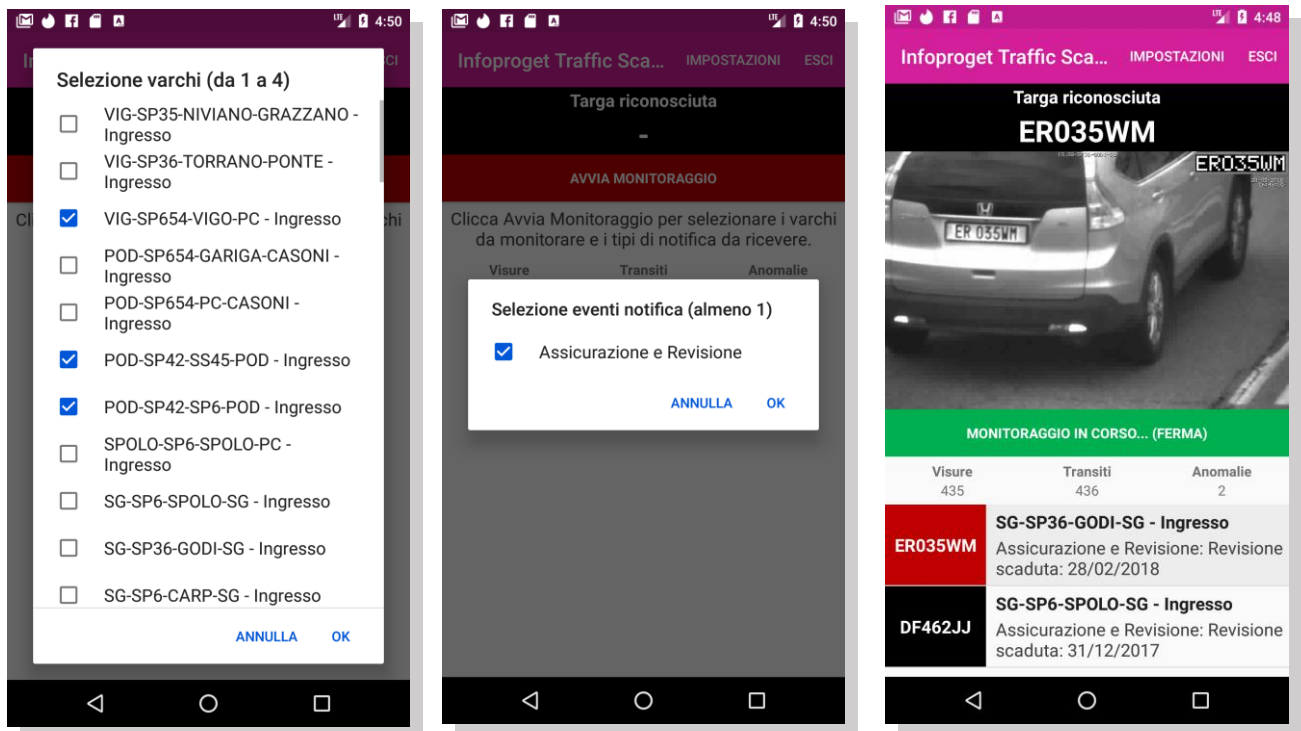 4:50
ESCI
Selezione varchi (da 1 a 4)
VIG-SP35-NIVIANO-GRAZZANO -
Ingresso
VIG-SP36-TORRANO-PONTE -
Ingresso
VIG-SP654-VIGO-PC - Ingresso
POD-SP654-GARIGA-CASONI -
Ingresso
POD-SP654-PC-CASONI -
Ingresso
POD-SP42-SS45-POD - Ingresso
POD-SP42-SP6-POD - Ingresso
SPOLO-SP6-SPOLO-PC -
Ingresso
SG-SP6-SPOLO-SG - Ingresso
SG-SP36-GODI-SG - Ingresso
SG-SP6-CARP-SG - Ingresso
ANNULLA OK
LTE 4:50
Infoproget Traffic Sca... IMPOSTAZIONI ESCI
Targa riconosciuta
-
AVVIA MONITORAGGIO
Clicca Avvia Monitoraggio per selezionare i varchi
da monitorare e i tipi di notifica da ricevere.
Visure Transiti Anomalie
Selezione eventi notifica (almeno 1)
Assicurazione e Revisione
ANNULLA OK
LTE 4:48
Infoproget Traffic Sca... IMPOSTAZIONI ESCI
Targa riconosciuta
ER035WM
ER035WM
ER 035WM
MONITORAGGIO IN CORSO... (FERMA)
Visure Transiti Anomalie
435 436 2
ER035WM
SG-SP36-GODI-SG - Ingresso
Assicurazione e Revisione: Revisione
scaduta: 28/02/2018
DF462JJ
SG-SP6-SPOLO-SG - Ingresso
Assicurazione e Revisione: Revisione
scaduta: 31/12/2017